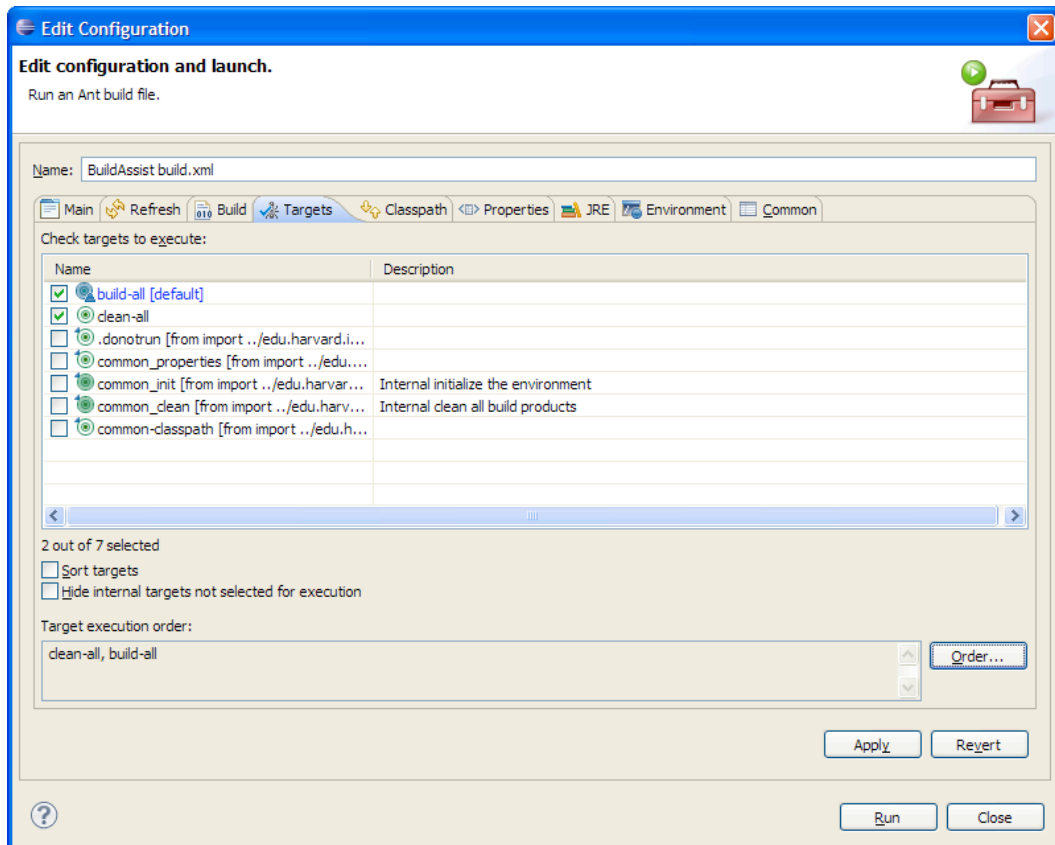 Edit Configuration
Edit configuration and launch.
Run an Ant build file.
Name: BuildAssist build.xml
Main Refresh Build Targets Classpath Properties JRE Environment Common
Check targets to execute:
Name Description
build-all [default]
clean-all
.donotrun [from import ../edu.harvard.i...
common_properties [from import ../edu....
common_init [from import ../edu.harvar... Internal initialize the environment
common_clean [from import ../edu.harv... Internal clean all build products
common-classpath [from import ../edu.h...
2 out of 7 selected
Sort targets
Hide internal targets not selected for execution
Target execution order:
clean-all, build-all
Order...
Apply Revert
Run Close